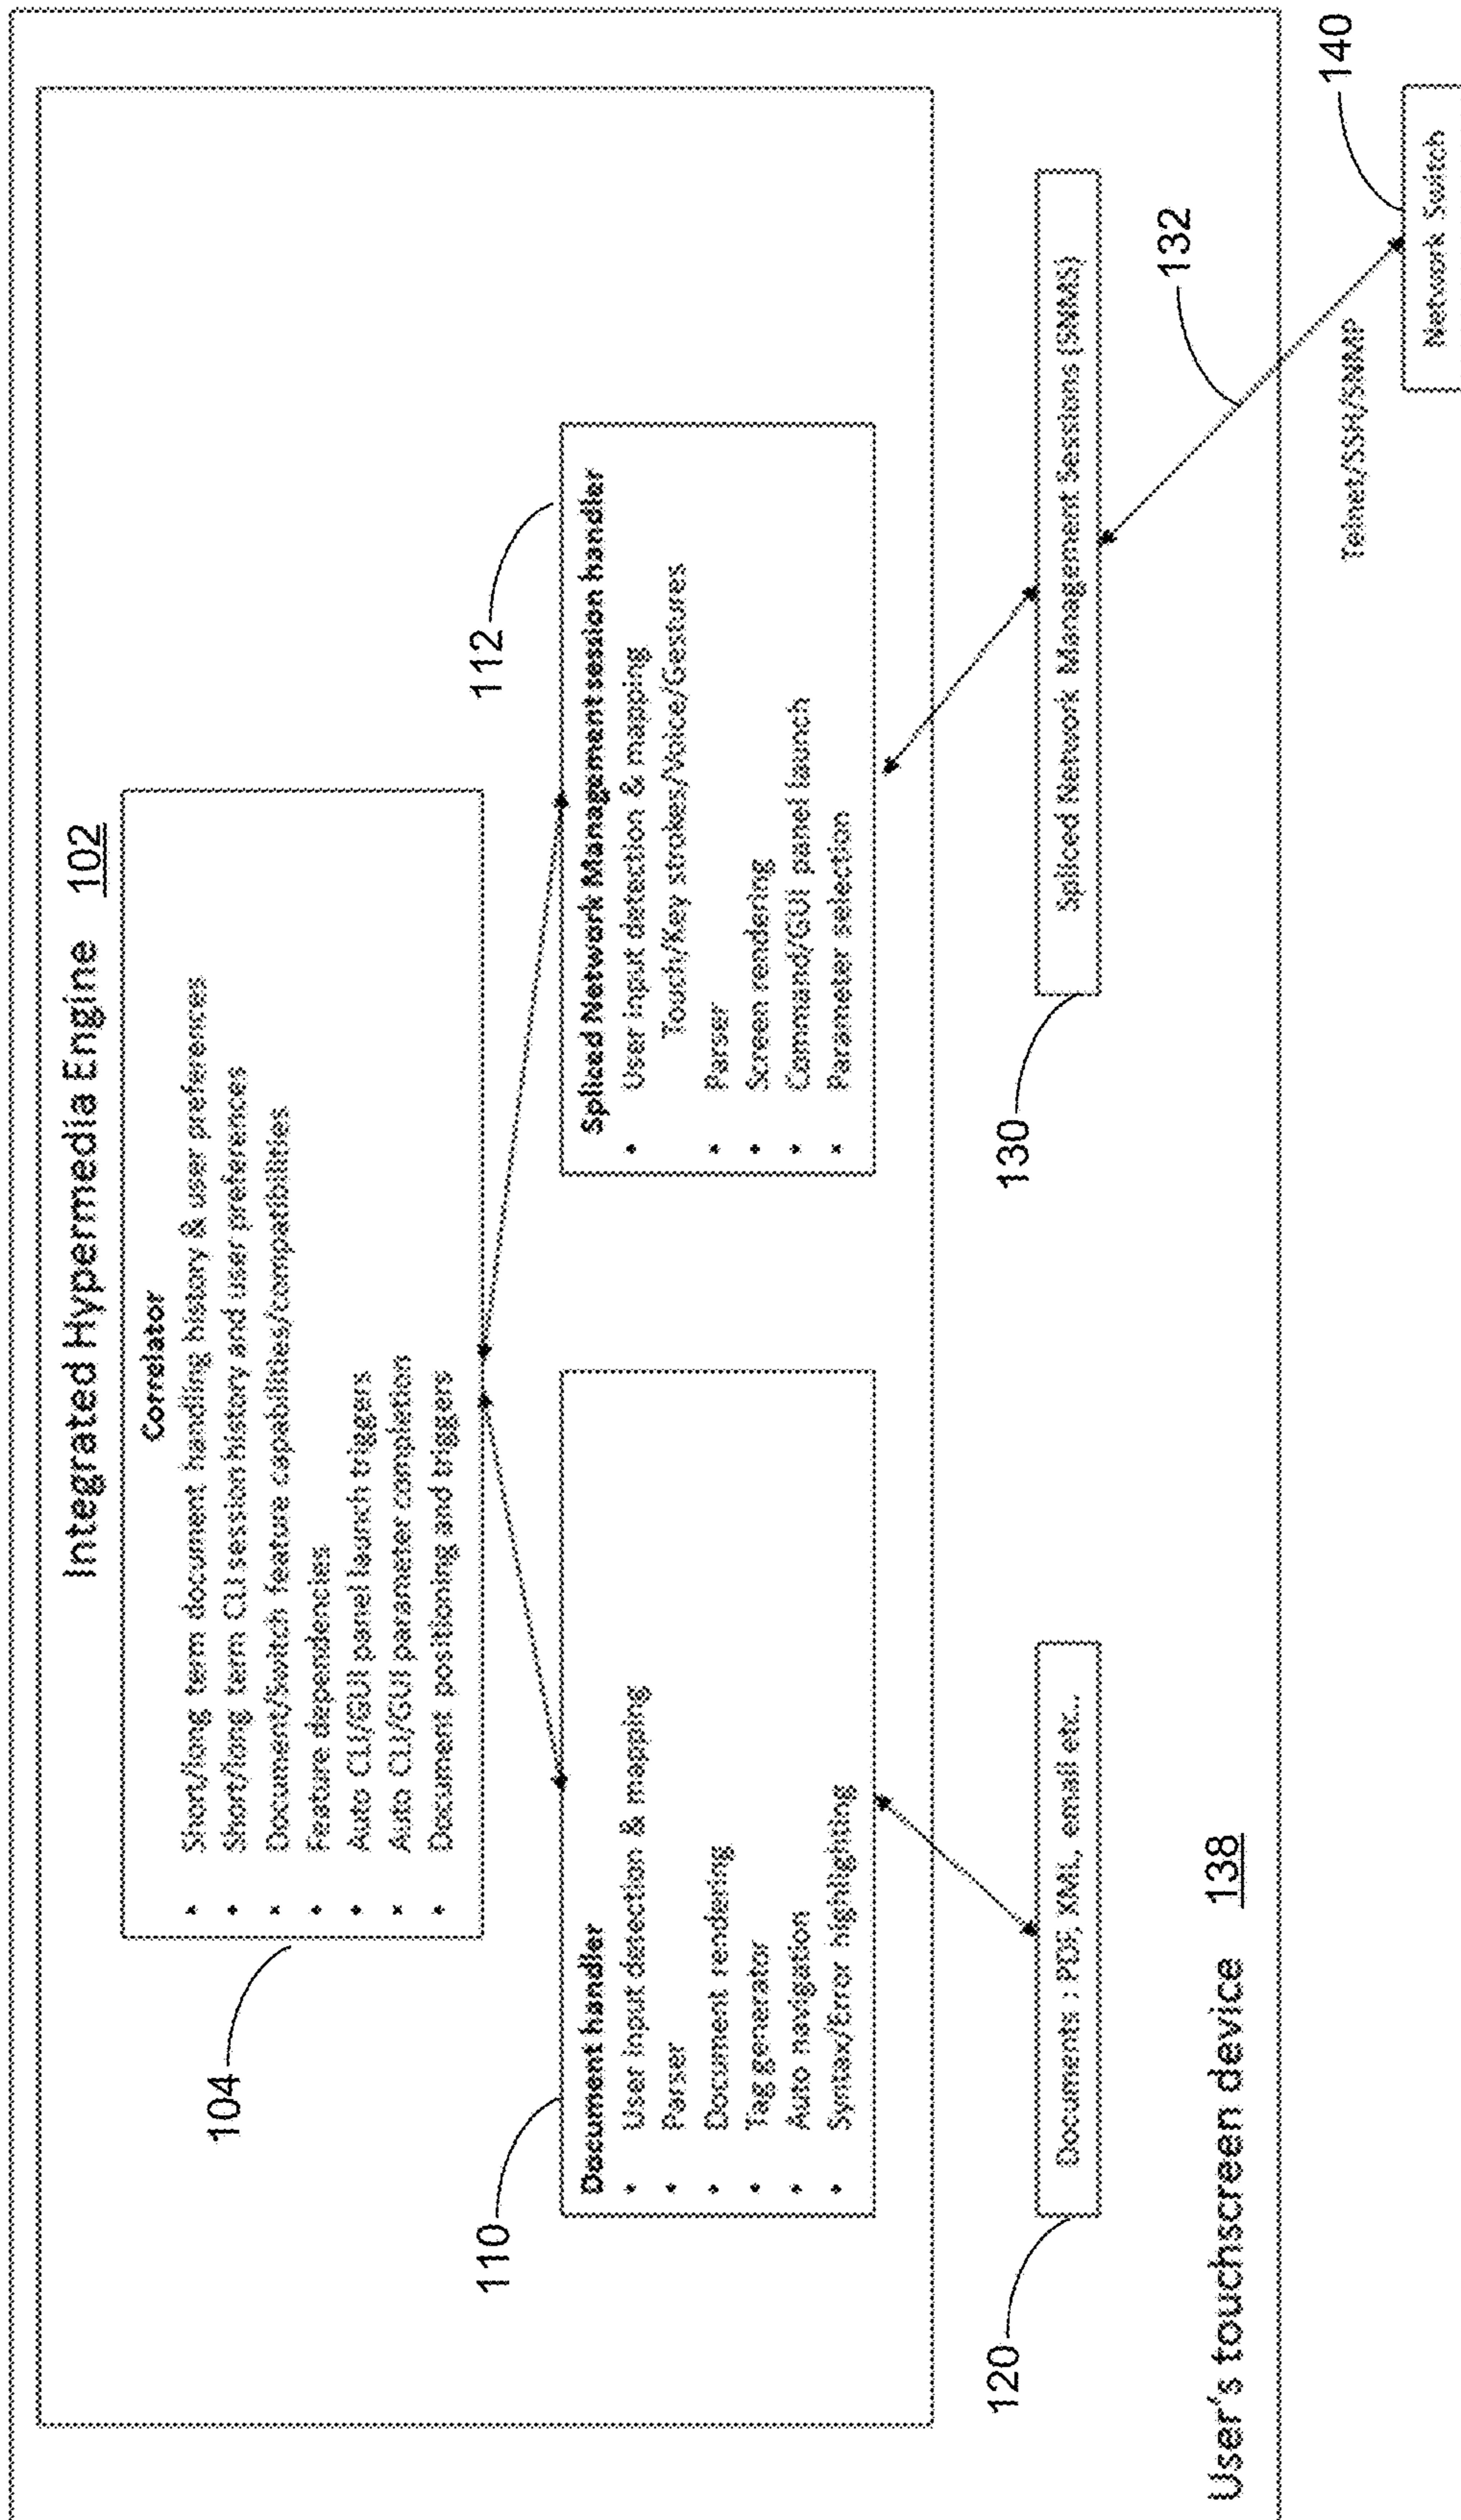 Integrated Hypermedia Engine 102
Correlator
Short/long term document handling history & user preferences
Short/long term CLI session history and user preferences
Document/Switch feature capabilities/compatibilities
Feature dependencies
Auto CLI/GUI panel launch triggers
Auto CLI/GUI parameter completion
Document positioning and triggers
104
110
Document handler
User input detection & mapping
Parser
Document rendering
Tag generator
Auto navigation
Syntax/Error highlighting
112
Spliced Network Management session handler
User input detection & mapping
Touch/Key strokes/Voice/Gestures
Parser
Screen rendering
Command/GUI panel launch
Parameter selection
120
Documents : PDF, XML, email etc..
130
Spliced Network Management Sessions (SNMS)
132
User's touchscreen device 138
Telnet/SSH/SNMP
140
Network Switch